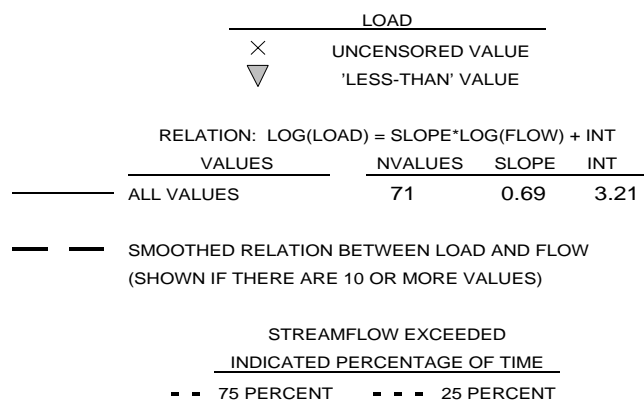 LOAD
UNCENSORED VALUE
'LESS-THAN' VALUE
RELATION: LOG(LOAD) = SLOPE*LOG(FLOW) + INT
VALUES NVALUES SLOPE INT
ALL VALUES 71 0.69 3.21
SMOOTHED RELATION BETWEEN LOAD AND FLOW
(SHOWN IF THERE ARE 10 OR MORE VALUES)
STREAMFLOW EXCEEDED
INDICATED PERCENTAGE OF TIME
75 PERCENT 25 PERCENT